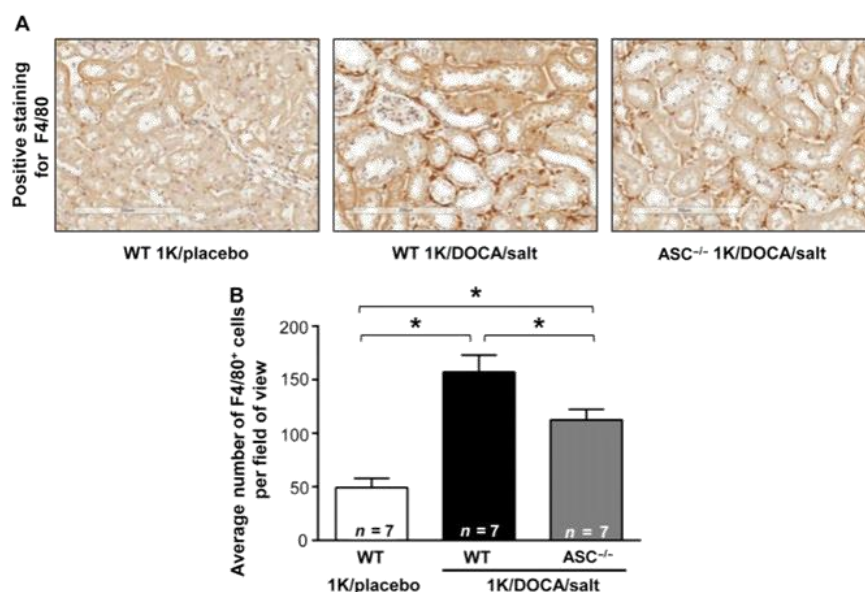 A
Positive staining
for F4/80
WT 1K/placebo
WT 1K/DOCA/salt
ASC−/− 1K/DOCA/salt
B
*
*
*
Average number of F4/80+ cells
per field of view
200
150
100
50
0
n = 7
n = 7
n = 7
WT
WT
ASC−/−
1K/placebo
1K/DOCA/salt